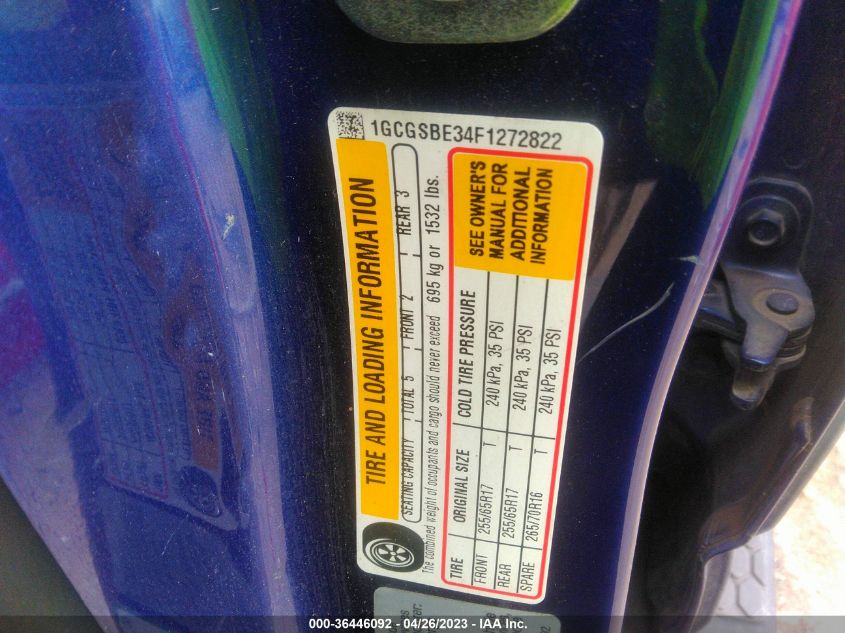 1GCGSBE34F1272822
TIRE AND LOADING INFORMATION
SEATING CAPACITY TOTAL 5 FRONT 2 REAR 3
The combined weight of occupants and cargo should never exceed 695 kg or 1532 lbs.
TIRE ORIGINAL SIZE COLD TIRE PRESSURE
FRONT 255/65R17 T 240 kPa, 35 PSI
REAR 255/65R17 T 240 kPa, 35 PSI
SPARE 265/70R16 T 240 kPa, 35 PSI
SEE OWNER'S
MANUAL FOR
ADDITIONAL
INFORMATION
000-36446092 - 04/26/2023 - IAA Inc.